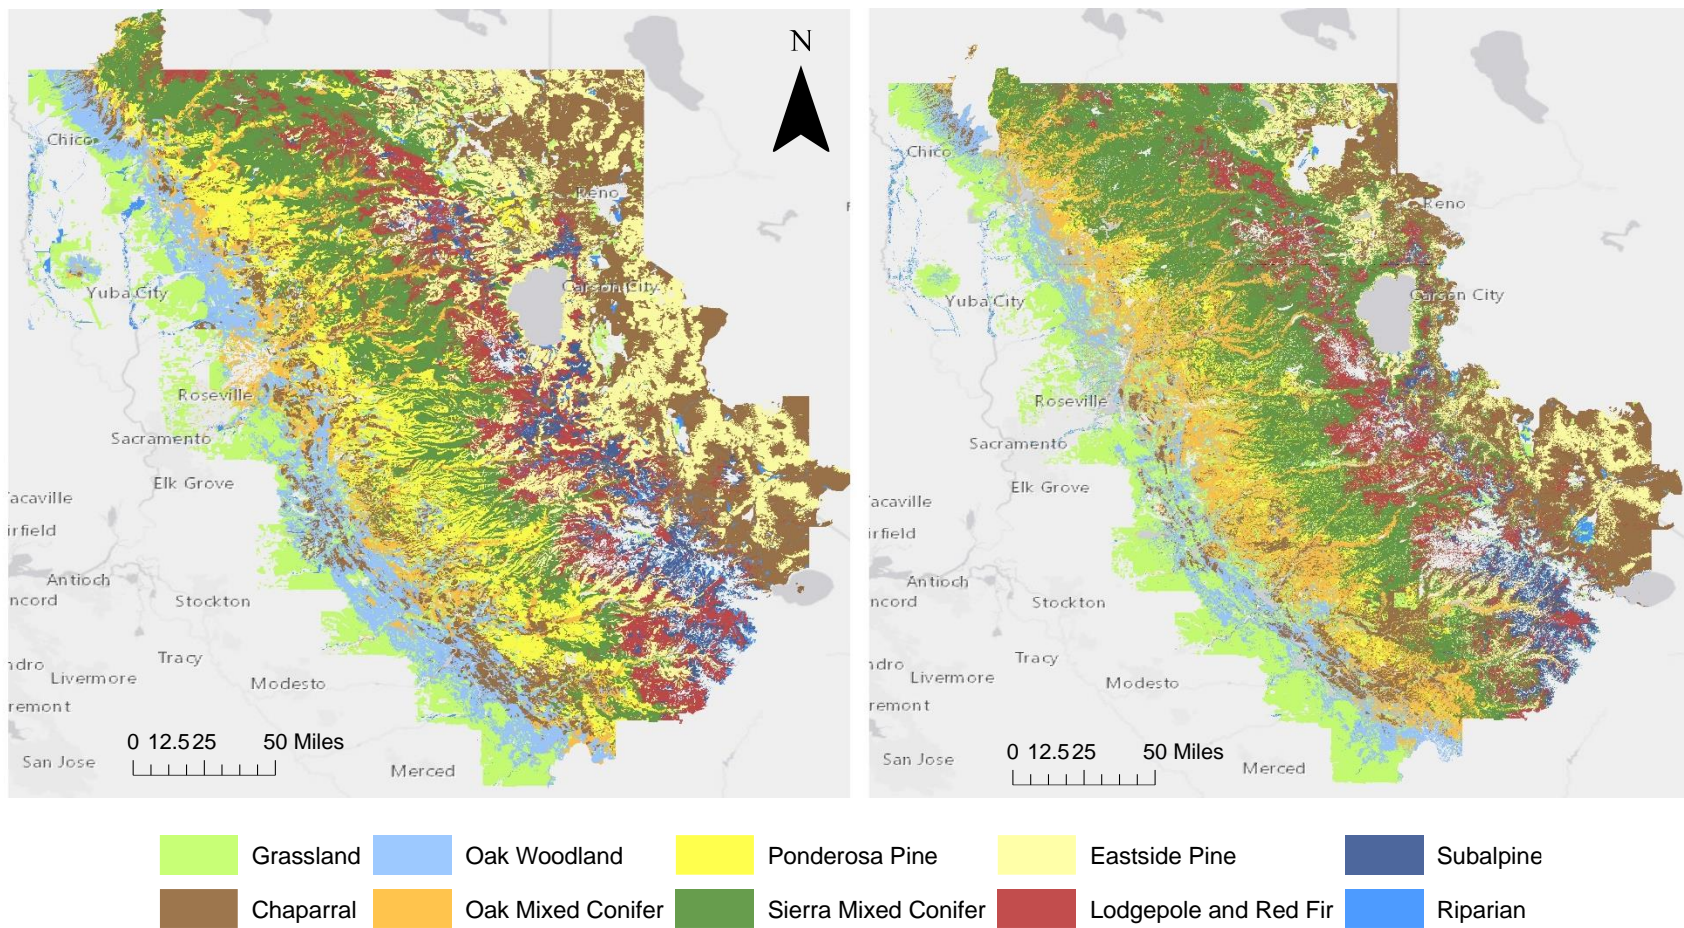 N
Chico
Reno
Yuba City
Carson City
Roseville
Sacramento
Elk Grove
acaville
irfield
Antioch
ncord
Stockton
Tracy
ndro
Livermore
Modesto
remont
0 12.5 25 50 Miles
San Jose
Merced
Chico
Reno
Yuba City
Carson City
Roseville
Sacramento
Elk Grove
acaville
irfield
Antioch
ncord
Stockton
Tracy
ndro
Livermore
Modesto
remont
0 12.5 25 50 Miles
San Jose
Merced
Grassland Oak Woodland Ponderosa Pine Eastside Pine Subalpine
Chaparral Oak Mixed Conifer Sierra Mixed Conifer Lodgepole and Red Fir Riparian